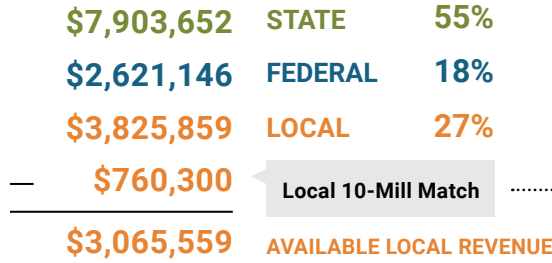 $7,903,652 STATE 55%
$2,621,146 FEDERAL 18%
$3,825,859 LOCAL 27%
— $760,300 Local 10-Mill Match
$3,065,559 AVAILABLE LOCAL REVENUE